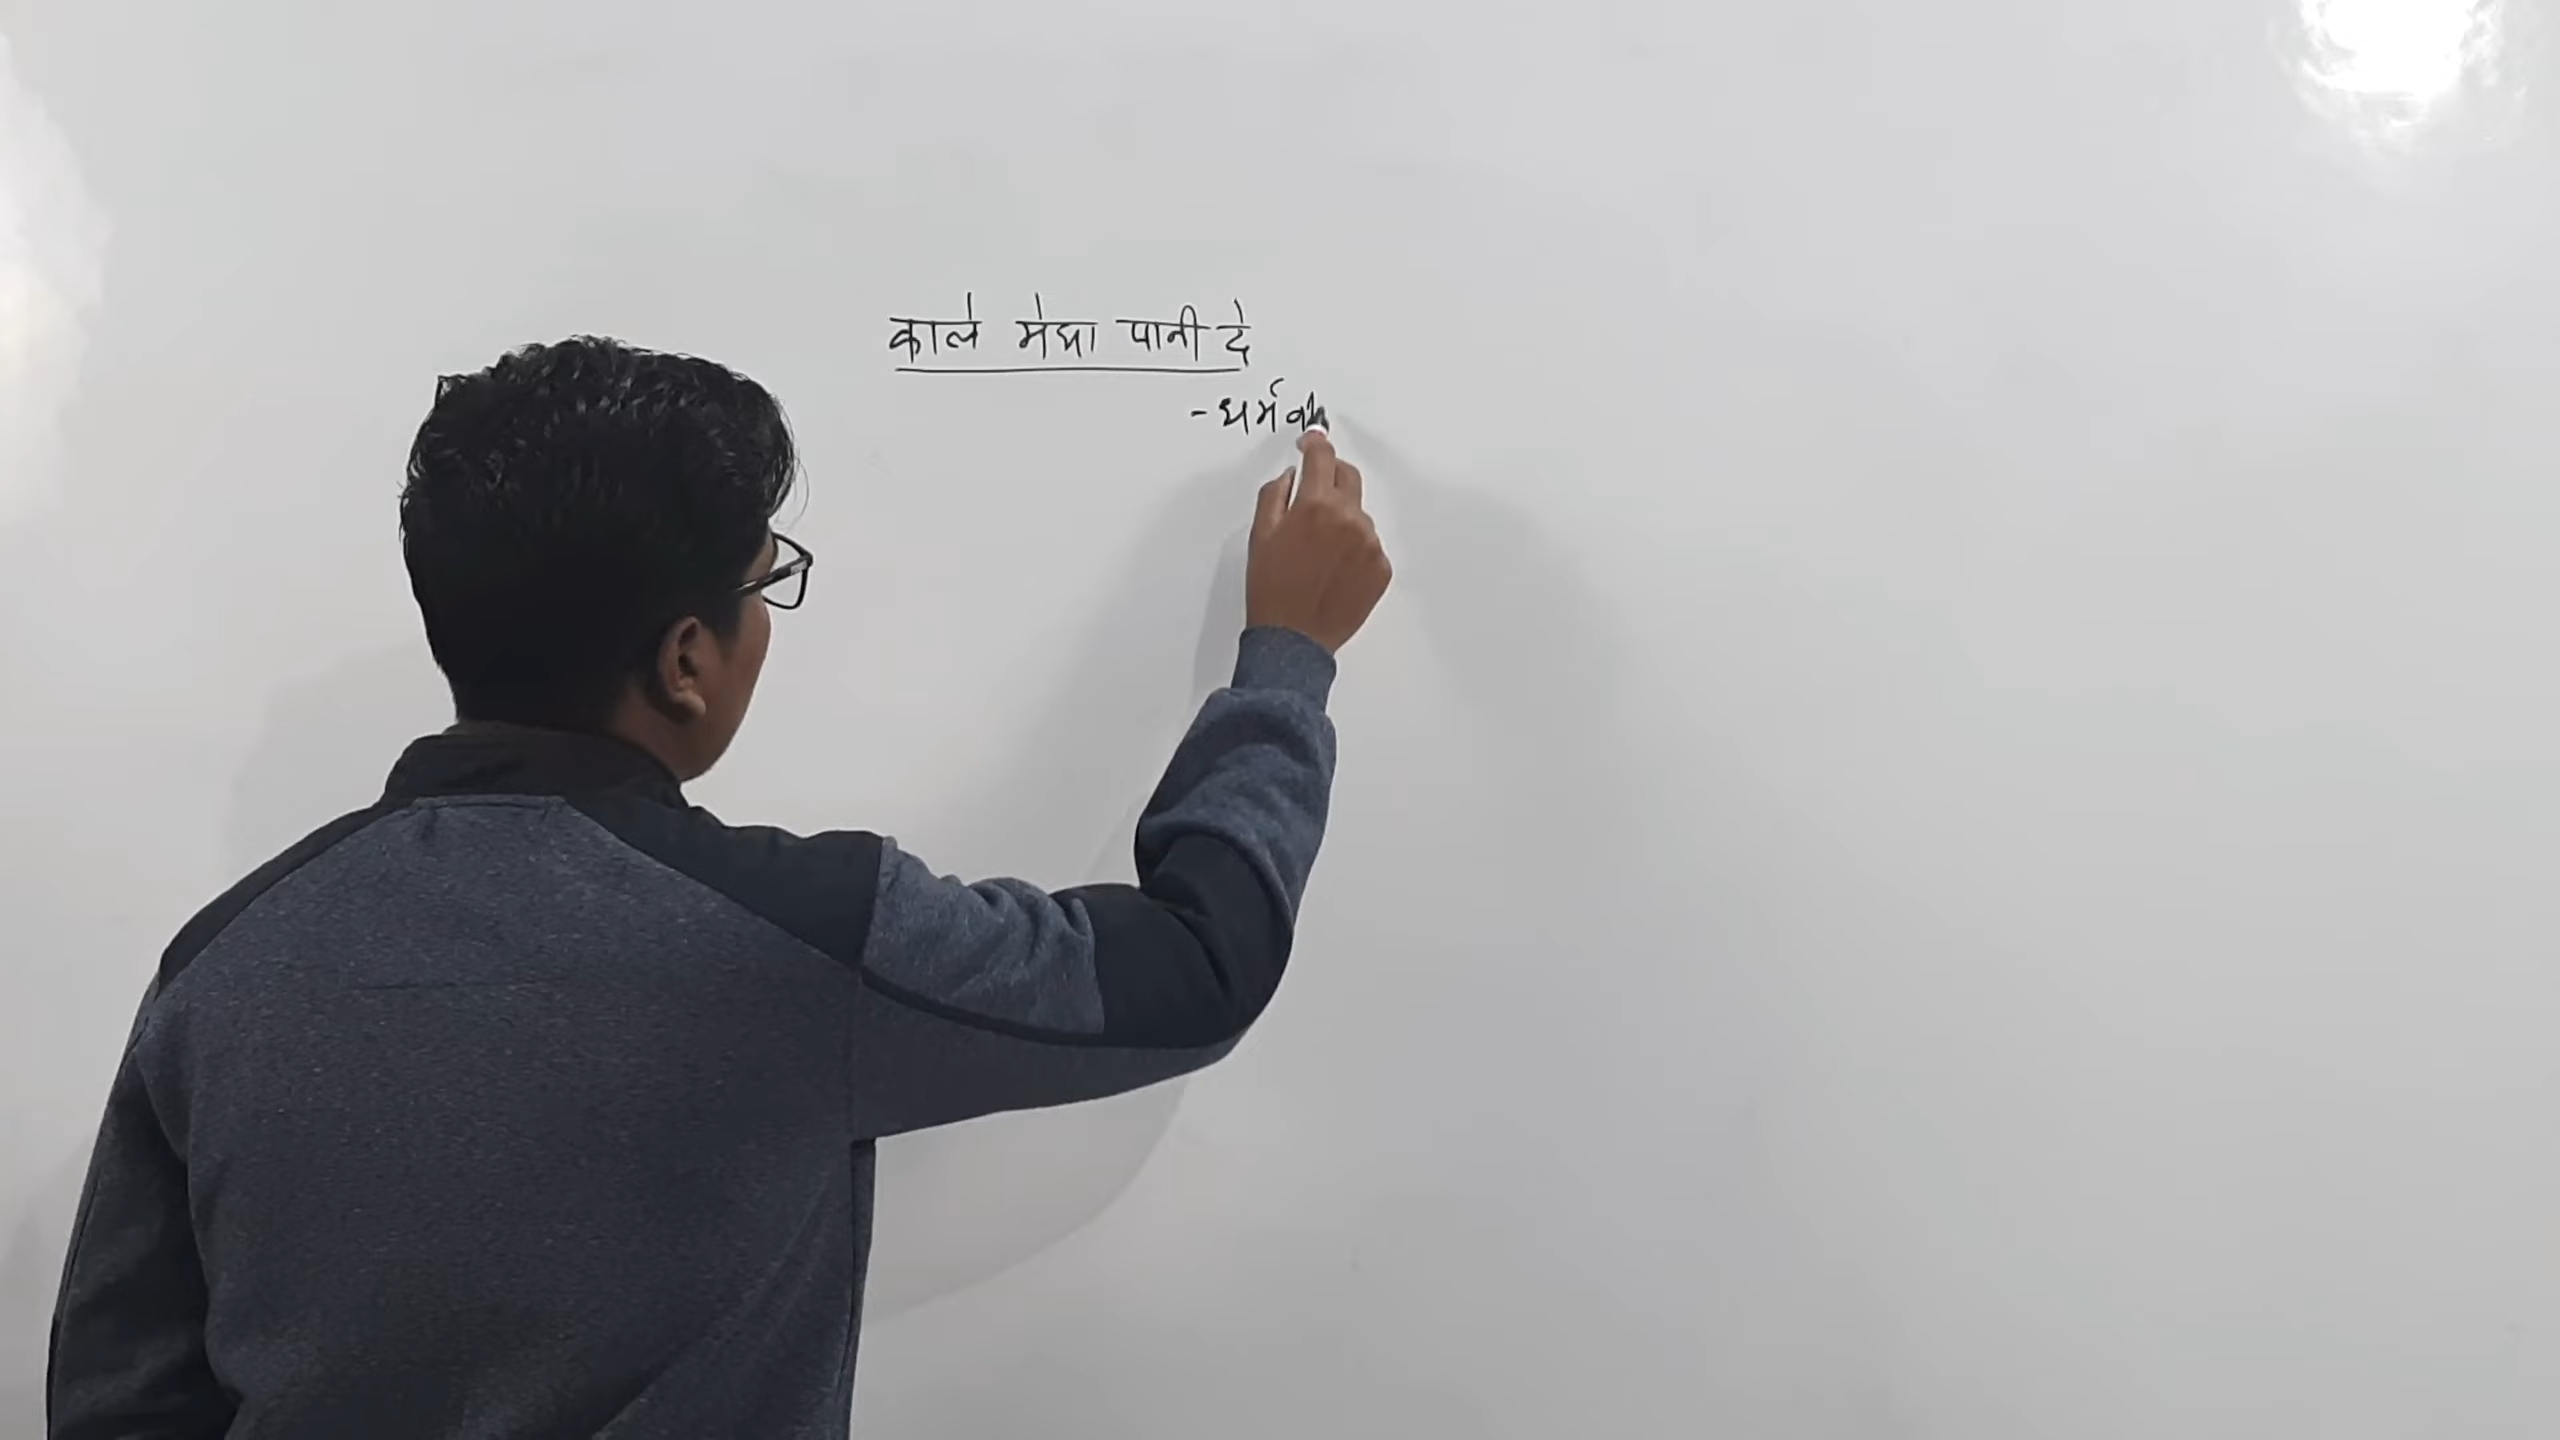 काले मेघा पानी दे
- धर्मवी